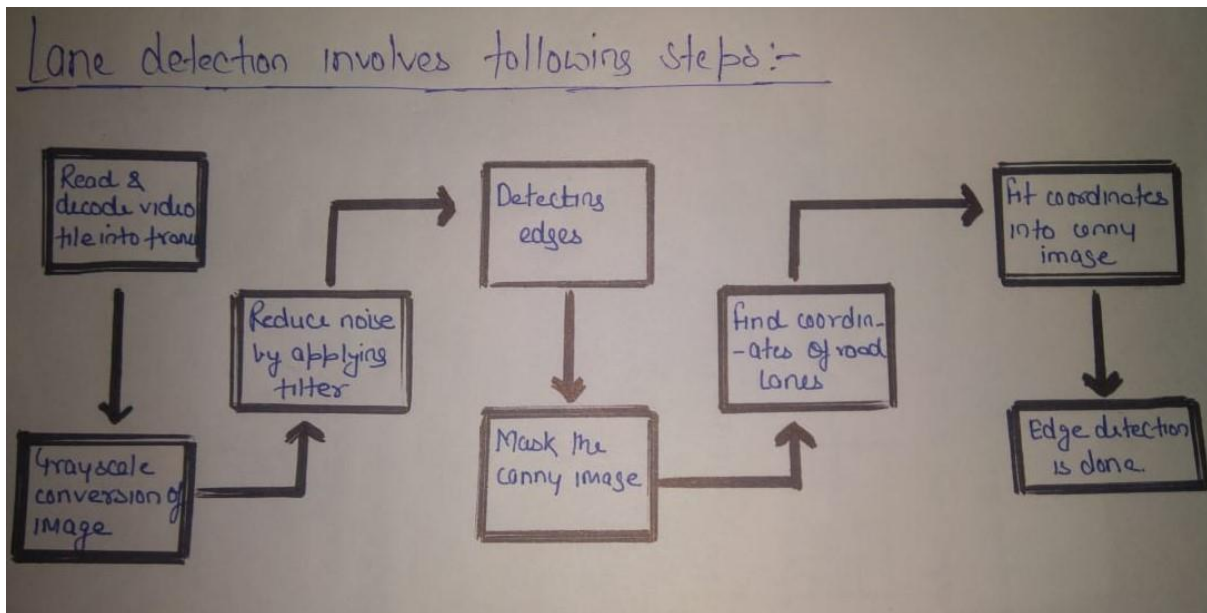 Lane detection involves following steps:-
Read &
decode video
file into frame
Grayscale
conversion of
image
Reduce noise
by applying
filter
Detecting
edges
Mask the
canny image
find coordin-
-ates of road
lanes
fit coordinates
into canny
image
Edge detection
is done.